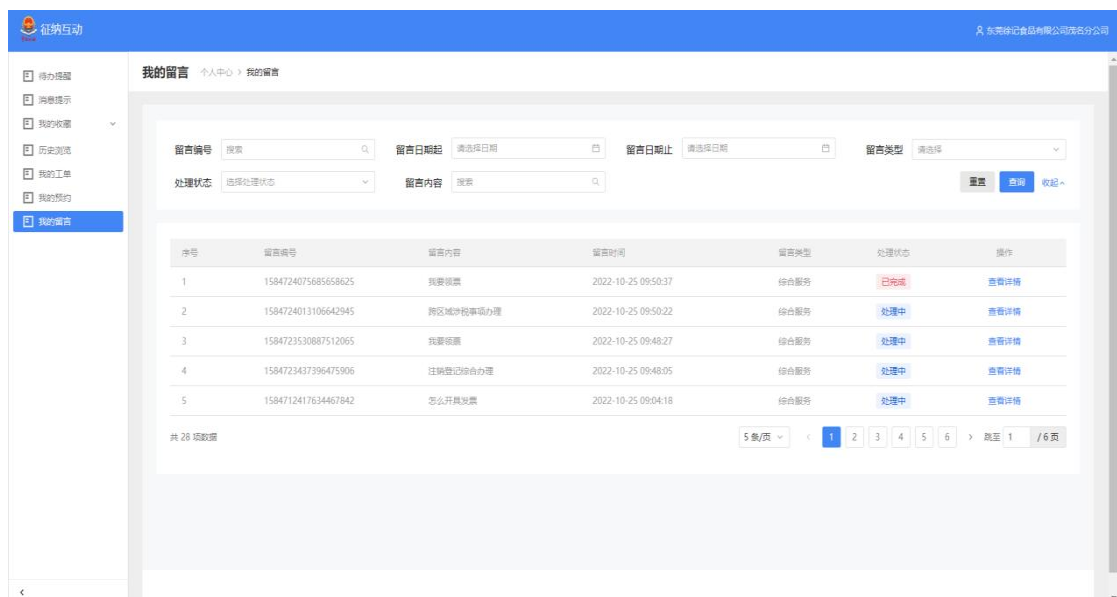 征纳互动
东莞徐记食品有限公司茂名分公司
待办提醒
消息提示
我的收藏
历史浏览
我的工单
我的预约
我的留言
我的留言 个人中心 > 我的留言
留言编号 搜索 留言日期起 请选择日期 留言日期止 请选择日期 留言类型 请选择
处理状态 选择处理状态 留言内容 搜索 重置 查询 收起
序号 留言编号 留言内容 留言时间 留言类型 处理状态 操作
1 1584724075685658625 我要领票 2022-10-25 09:50:37 综合服务 已完成 查看详情
2 1584724013106642945 跨区域涉税事项办理 2022-10-25 09:50:22 综合服务 处理中 查看详情
3 1584723530887512065 我要领票 2022-10-25 09:48:27 综合服务 处理中 查看详情
4 1584723437396475906 注销登记综合办理 2022-10-25 09:48:05 综合服务 处理中 查看详情
5 1584712417634467842 怎么开具发票 2022-10-25 09:04:18 综合服务 处理中 查看详情
共 28 项数据 5 条/页 < 1 2 3 4 5 6 > 跳至 1 / 6 页